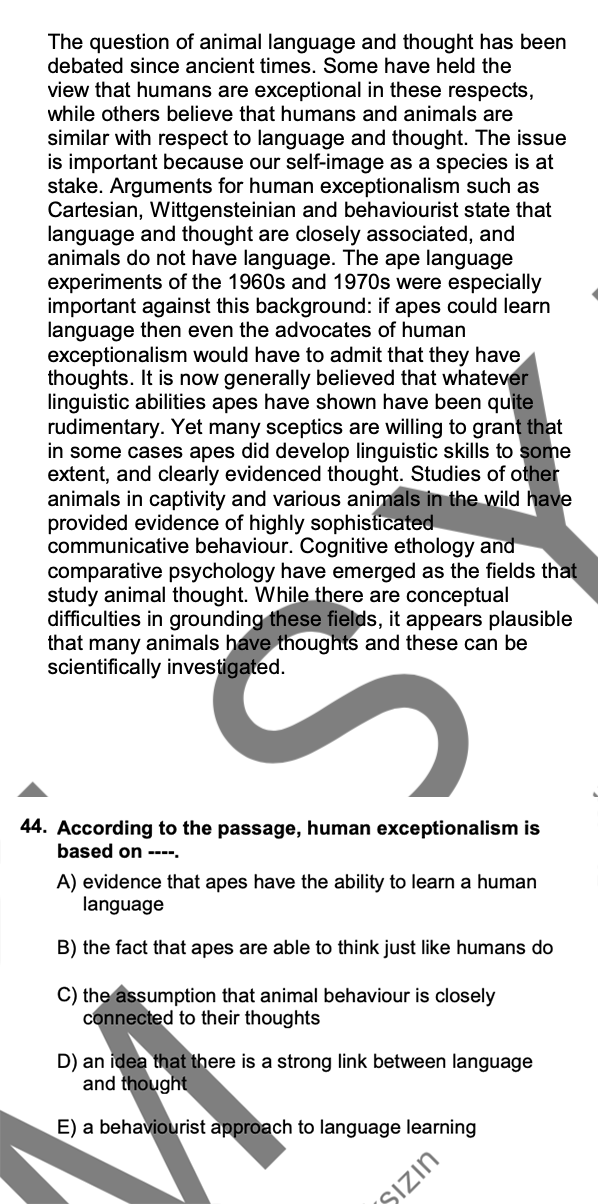 The question of animal language and thought has been
debated since ancient times. Some have held the
view that humans are exceptional in these respects,
while others believe that humans and animals are
similar with respect to language and thought. The issue
is important because our self-image as a species is at
stake. Arguments for human exceptionalism such as
Cartesian, Wittgensteinian and behaviourist state that
language and thought are closely associated, and
animals do not have language. The ape language
experiments of the 1960s and 1970s were especially
important against this background: if apes could learn
language then even the advocates of human
exceptionalism would have to admit that they have
thoughts. It is now generally believed that whatever
linguistic abilities apes have shown have been quite
rudimentary. Yet many sceptics are willing to grant that
in some cases apes did develop linguistic skills to some
extent, and clearly evidenced thought. Studies of other
animals in captivity and various animals in the wild have
provided evidence of highly sophisticated
communicative behaviour. Cognitive ethology and
comparative psychology have emerged as the fields that
study animal thought. While there are conceptual
difficulties in grounding these fields, it appears plausible
that many animals have thoughts and these can be
scientifically investigated.
44. According to the passage, human exceptionalism is
based on ----.
A) evidence that apes have the ability to learn a human
language
B) the fact that apes are able to think just like humans do
C) the assumption that animal behaviour is closely
connected to their thoughts
D) an idea that there is a strong link between language
and thought
E) a behaviourist approach to language learning